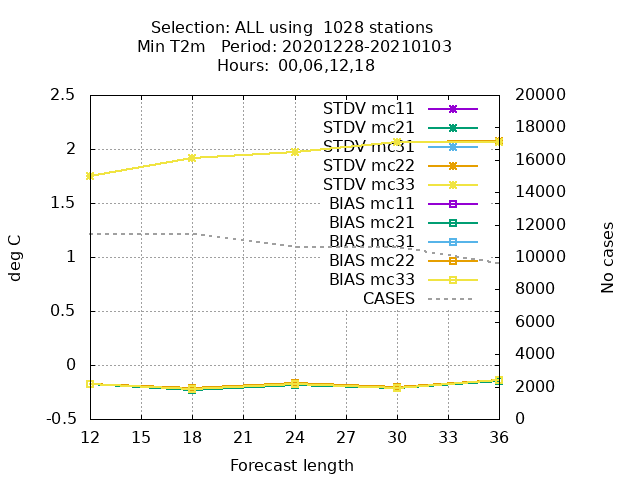 Selection: ALL using  1028 stations
Min T2m   Period: 20201228-20210103
Hours:  00,06,12,18
2.5 20000
STDV mc11
18000
STDV mc21
2 STDV mc31
16000
STDV mc22
STDV mc33
14000
1.5 BIAS mc11
12000
BIAS mc21
BIAS mc31
1 BIAS mc22 10000
BIAS mc33
8000
CASES
0.5 6000
4000
0
2000
-0.5 0
12 15 18 21 24 27 30 33 36
deg C
No cases
Forecast length